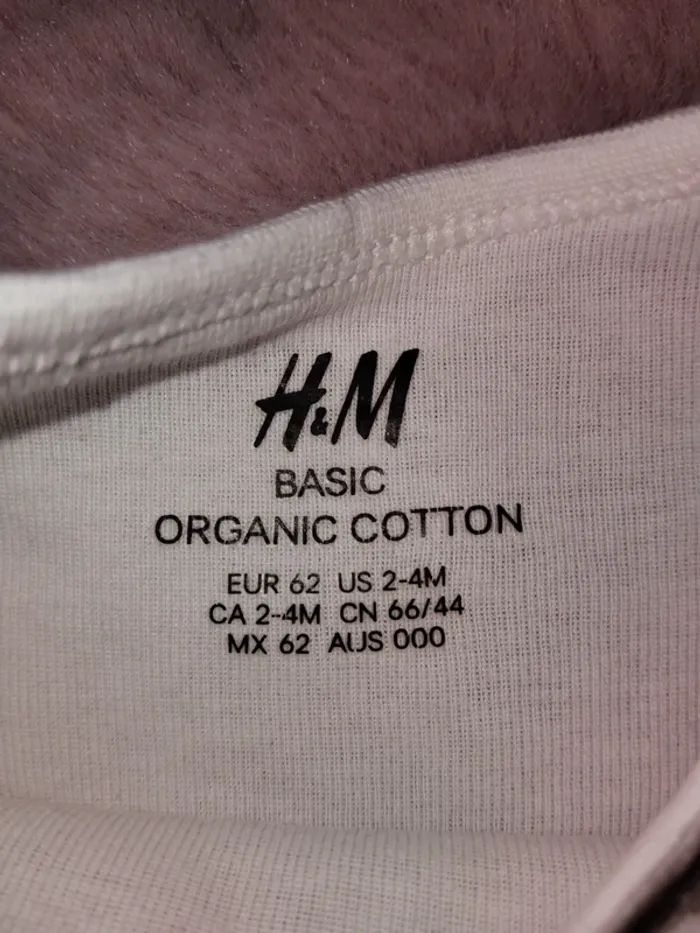 H&M
BASIC
ORGANIC COTTON
EUR 62 US 2-4M
CA 2-4M CN 66/44
MX 62 AUS 000